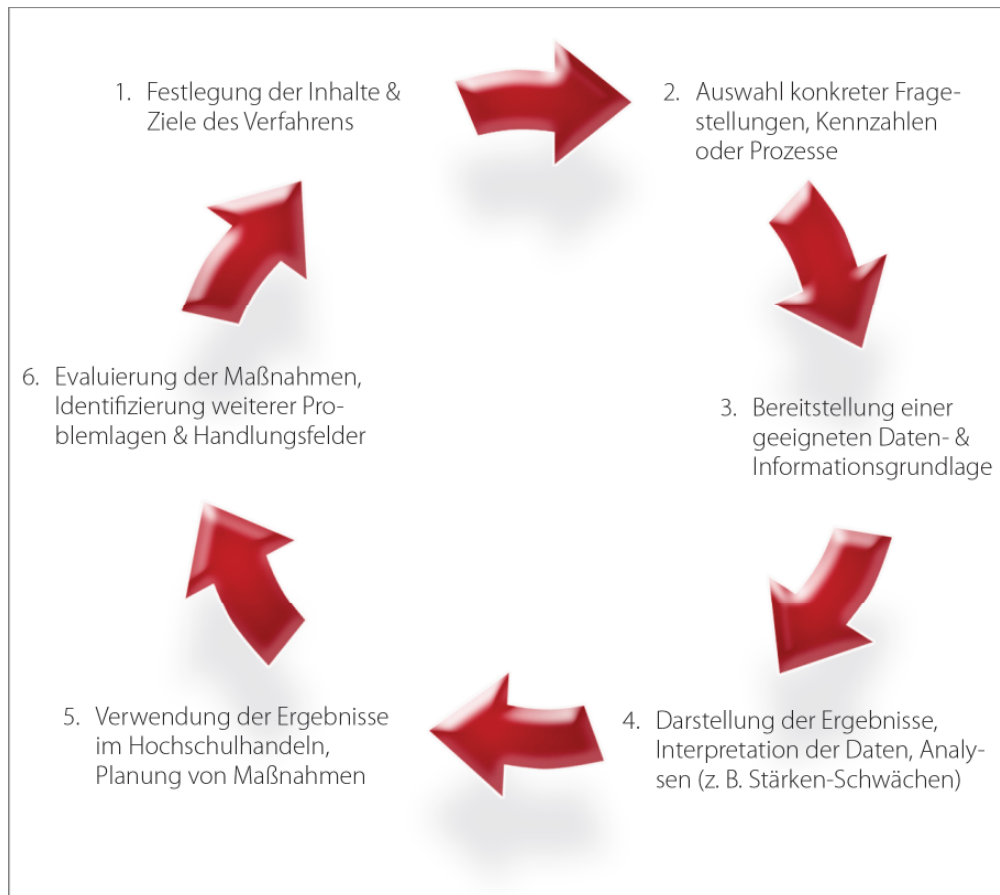 1. Festlegung der Inhalte &
Ziele des Verfahrens
2. Auswahl konkreter Frage-
stellungen, Kennzahlen
oder Prozesse
3. Bereitstellung einer
geeigneten Daten- &
Informationsgrundlage
4. Darstellung der Ergebnisse,
Interpretation der Daten, Analy-
sen (z. B. Stärken-Schwächen)
5. Verwendung der Ergebnisse
im Hochschulhandeln,
Planung von Maßnahmen
6. Evaluierung der Maßnahmen,
Identifizierung weiterer Pro-
blemlagen & Handlungsfelder